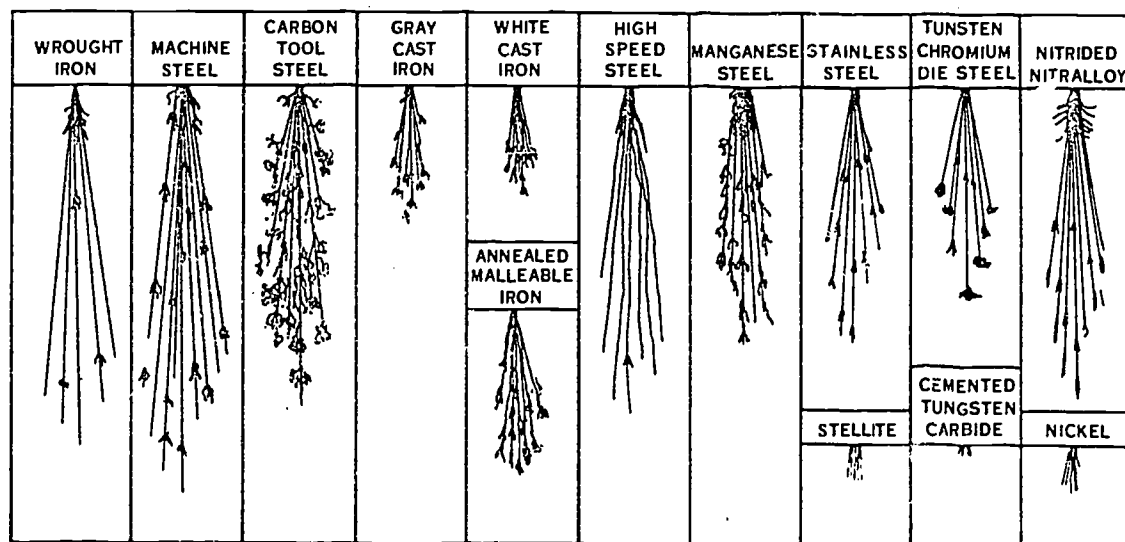 WROUGHT
IRON
MACHINE
STEEL
CARBON
TOOL
STEEL
GRAY
CAST
IRON
WHITE
CAST
IRON
ANNEALED
MALLEABLE
IRON
HIGH
SPEED
STEEL
MANGANESE
STEEL
STAINLESS
STEEL
STELLITE
TUNSTEN
CHROMIUM
DIE STEEL
CEMENTED
TUNGSTEN
CARBIDE
NITRIDED
NITRALLOY
NICKEL